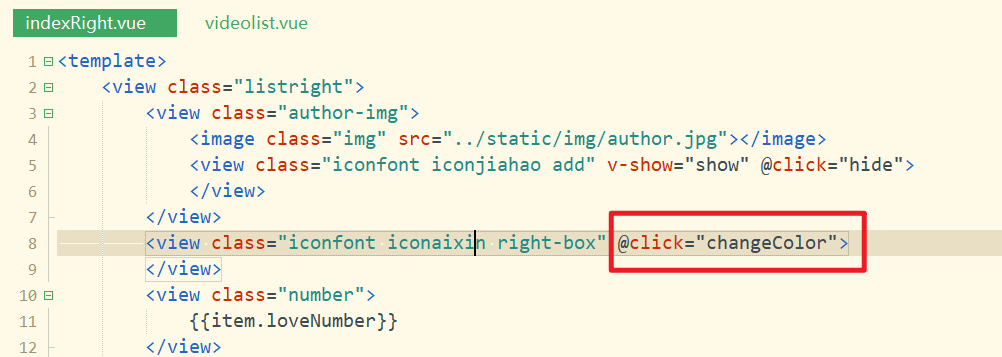 indexRight.vue videolist.vue
1 <template>
2 <view class="listright">
3 <view class="author-img">
4 <image class="img" src="../static/img/author.jpg"></image>
5 <view class="iconfont iconjiahao add" v-show="show" @click="hide">
6 </view>
7 </view>
8 <view class="iconfont iconaixin right-box" @click="changeColor">
9 </view>
10 <view class="number">
11 {{item.loveNumber}}
12 </view>